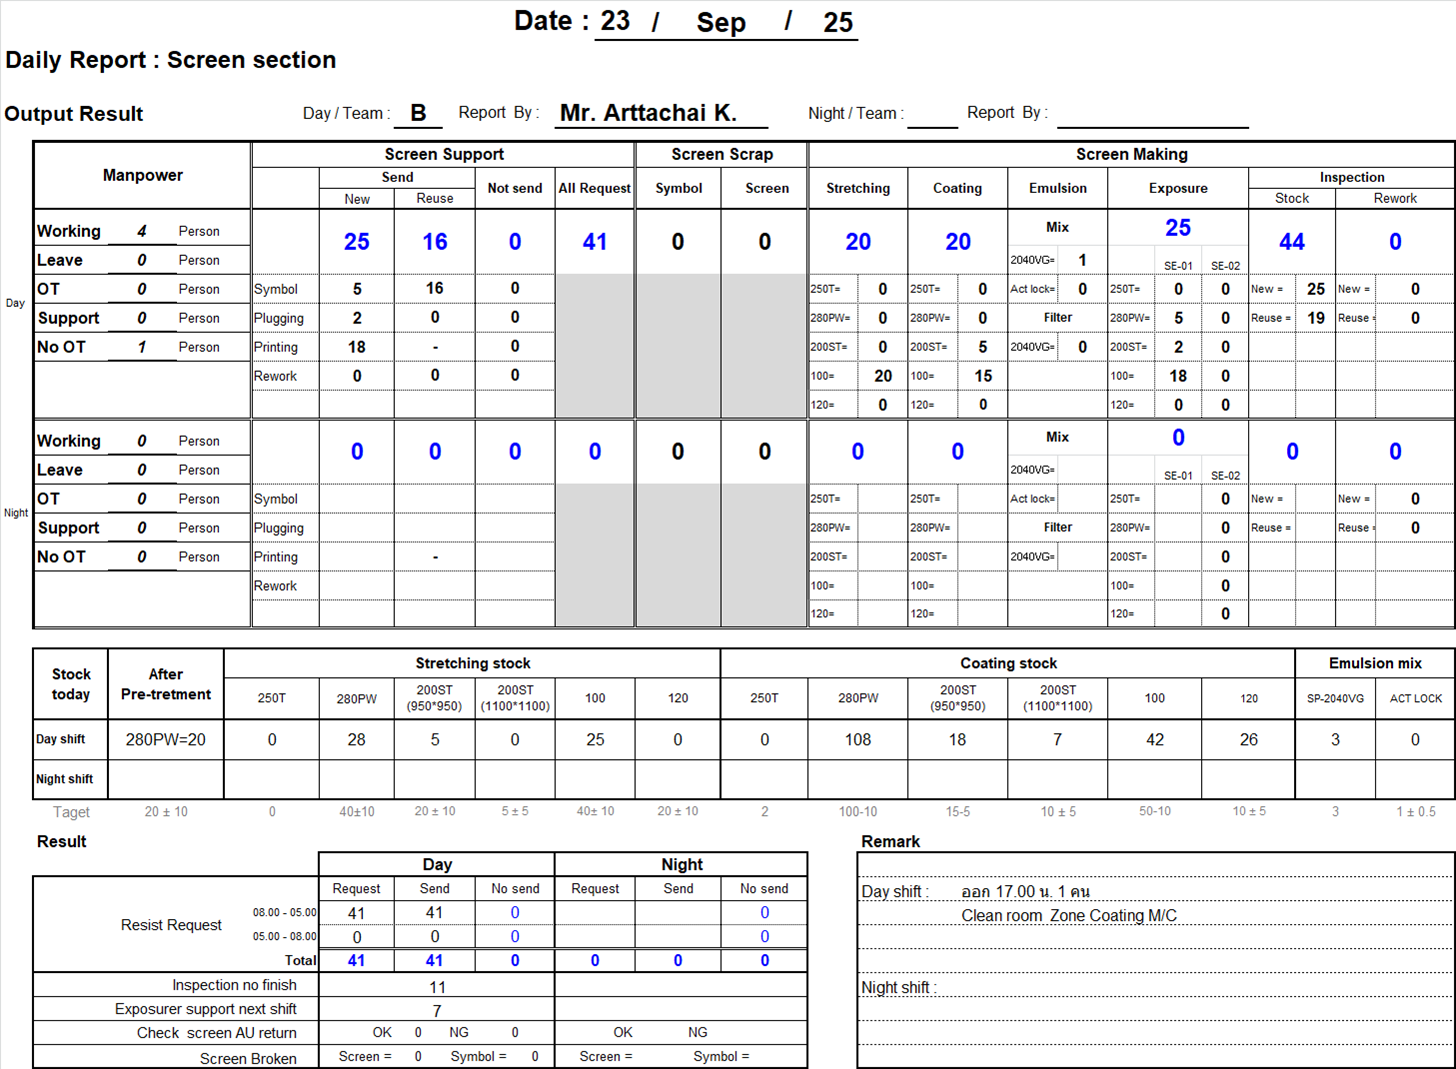 Date : 23 / Sep / 25
Daily Report : Screen section
Output Result Day / Team : B Report By : Mr. Arttachai K. Night / Team : Report By :
Manpower Screen Support Screen Scrap Screen Making
Send Not send All Request Symbol Screen Stretching Coating Emulsion Exposure Inspection
New Reuse Stock Rework
Day
Working 4 Person 25 16 0 41 0 0 20 20 Mix 25 44 0
Leave 0 Person 2040VG= 1 SE-01 SE-02
OT 0 Person Symbol 5 16 0 250T= 0 250T= 0 Act lock= 0 250T= 0 0 New = 25 New = 0
Support 0 Person Plugging 2 0 0 280PW= 0 280PW= 0 Filter 280PW= 5 0 Reuse = 19 Reuse = 0
No OT 1 Person Printing 18 - 0 200ST= 0 200ST= 5 2040VG= 0 200ST= 2 0
Rework 0 0 0 100= 20 100= 15 100= 18 0
120= 0 120= 0 120= 0 0
Night
Working 0 Person 0 0 0 0 0 0 0 0 Mix 0 0 0
Leave 0 Person 2040VG= SE-01 SE-02
OT 0 Person Symbol 250T= 250T= Act lock= 250T= 0 New = New = 0
Support 0 Person Plugging 280PW= 280PW= Filter 280PW= 0 Reuse = Reuse = 0
No OT 0 Person Printing - 200ST= 200ST= 2040VG= 200ST= 0
Rework 100= 100= 100= 0
120= 120= 120= 0
Stock today After Pre-tretment Stretching stock Coating stock Emulsion mix
250T 280PW 200ST (950*950) 200ST (1100*1100) 100 120 250T 280PW 200ST (950*950) 200ST (1100*1100) 100 120 SP-2040VG ACT LOCK
Day shift 280PW=20 0 28 5 0 25 0 0 108 18 7 42 26 3 0
Night shift
Taget 20 ± 10 0 40±10 20 ± 10 5 ± 5 40± 10 20 ± 10 2 100-10 15-5 10 ± 5 50-10 10 ± 5 3 1 ± 0.5
Result
Day Night
Request Send No send Request Send No send
Resist Request 08.00 - 05.00 41 41 0 0
05.00 - 08.00 0 0 0 0
Total 41 41 0 0 0 0
Inspection no finish 11
Exposurer support next shift 7
Check screen AU return OK 0 NG 0 OK NG
Screen Broken Screen = 0 Symbol = 0 Screen = Symbol =
Remark
Day shift : ออก 17.00 น. 1 คน
Clean room Zone Coating M/C
Night shift :